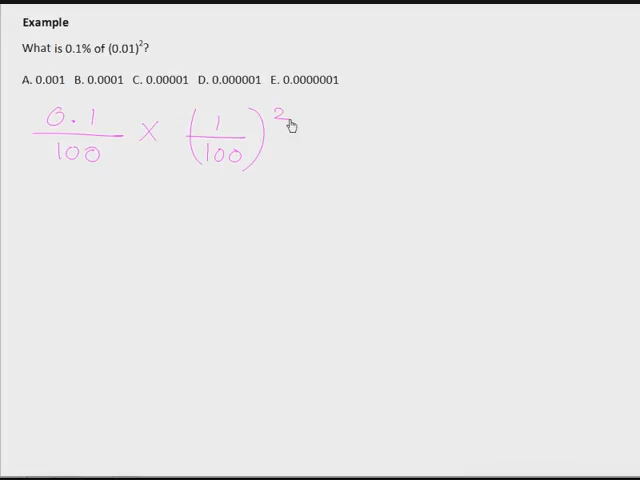 Example
What is 0.1% of (0.01)²?
A. 0.001 B. 0.0001 C. 0.00001 D. 0.000001 E. 0.0000001
0.1/100 × (1/100)²